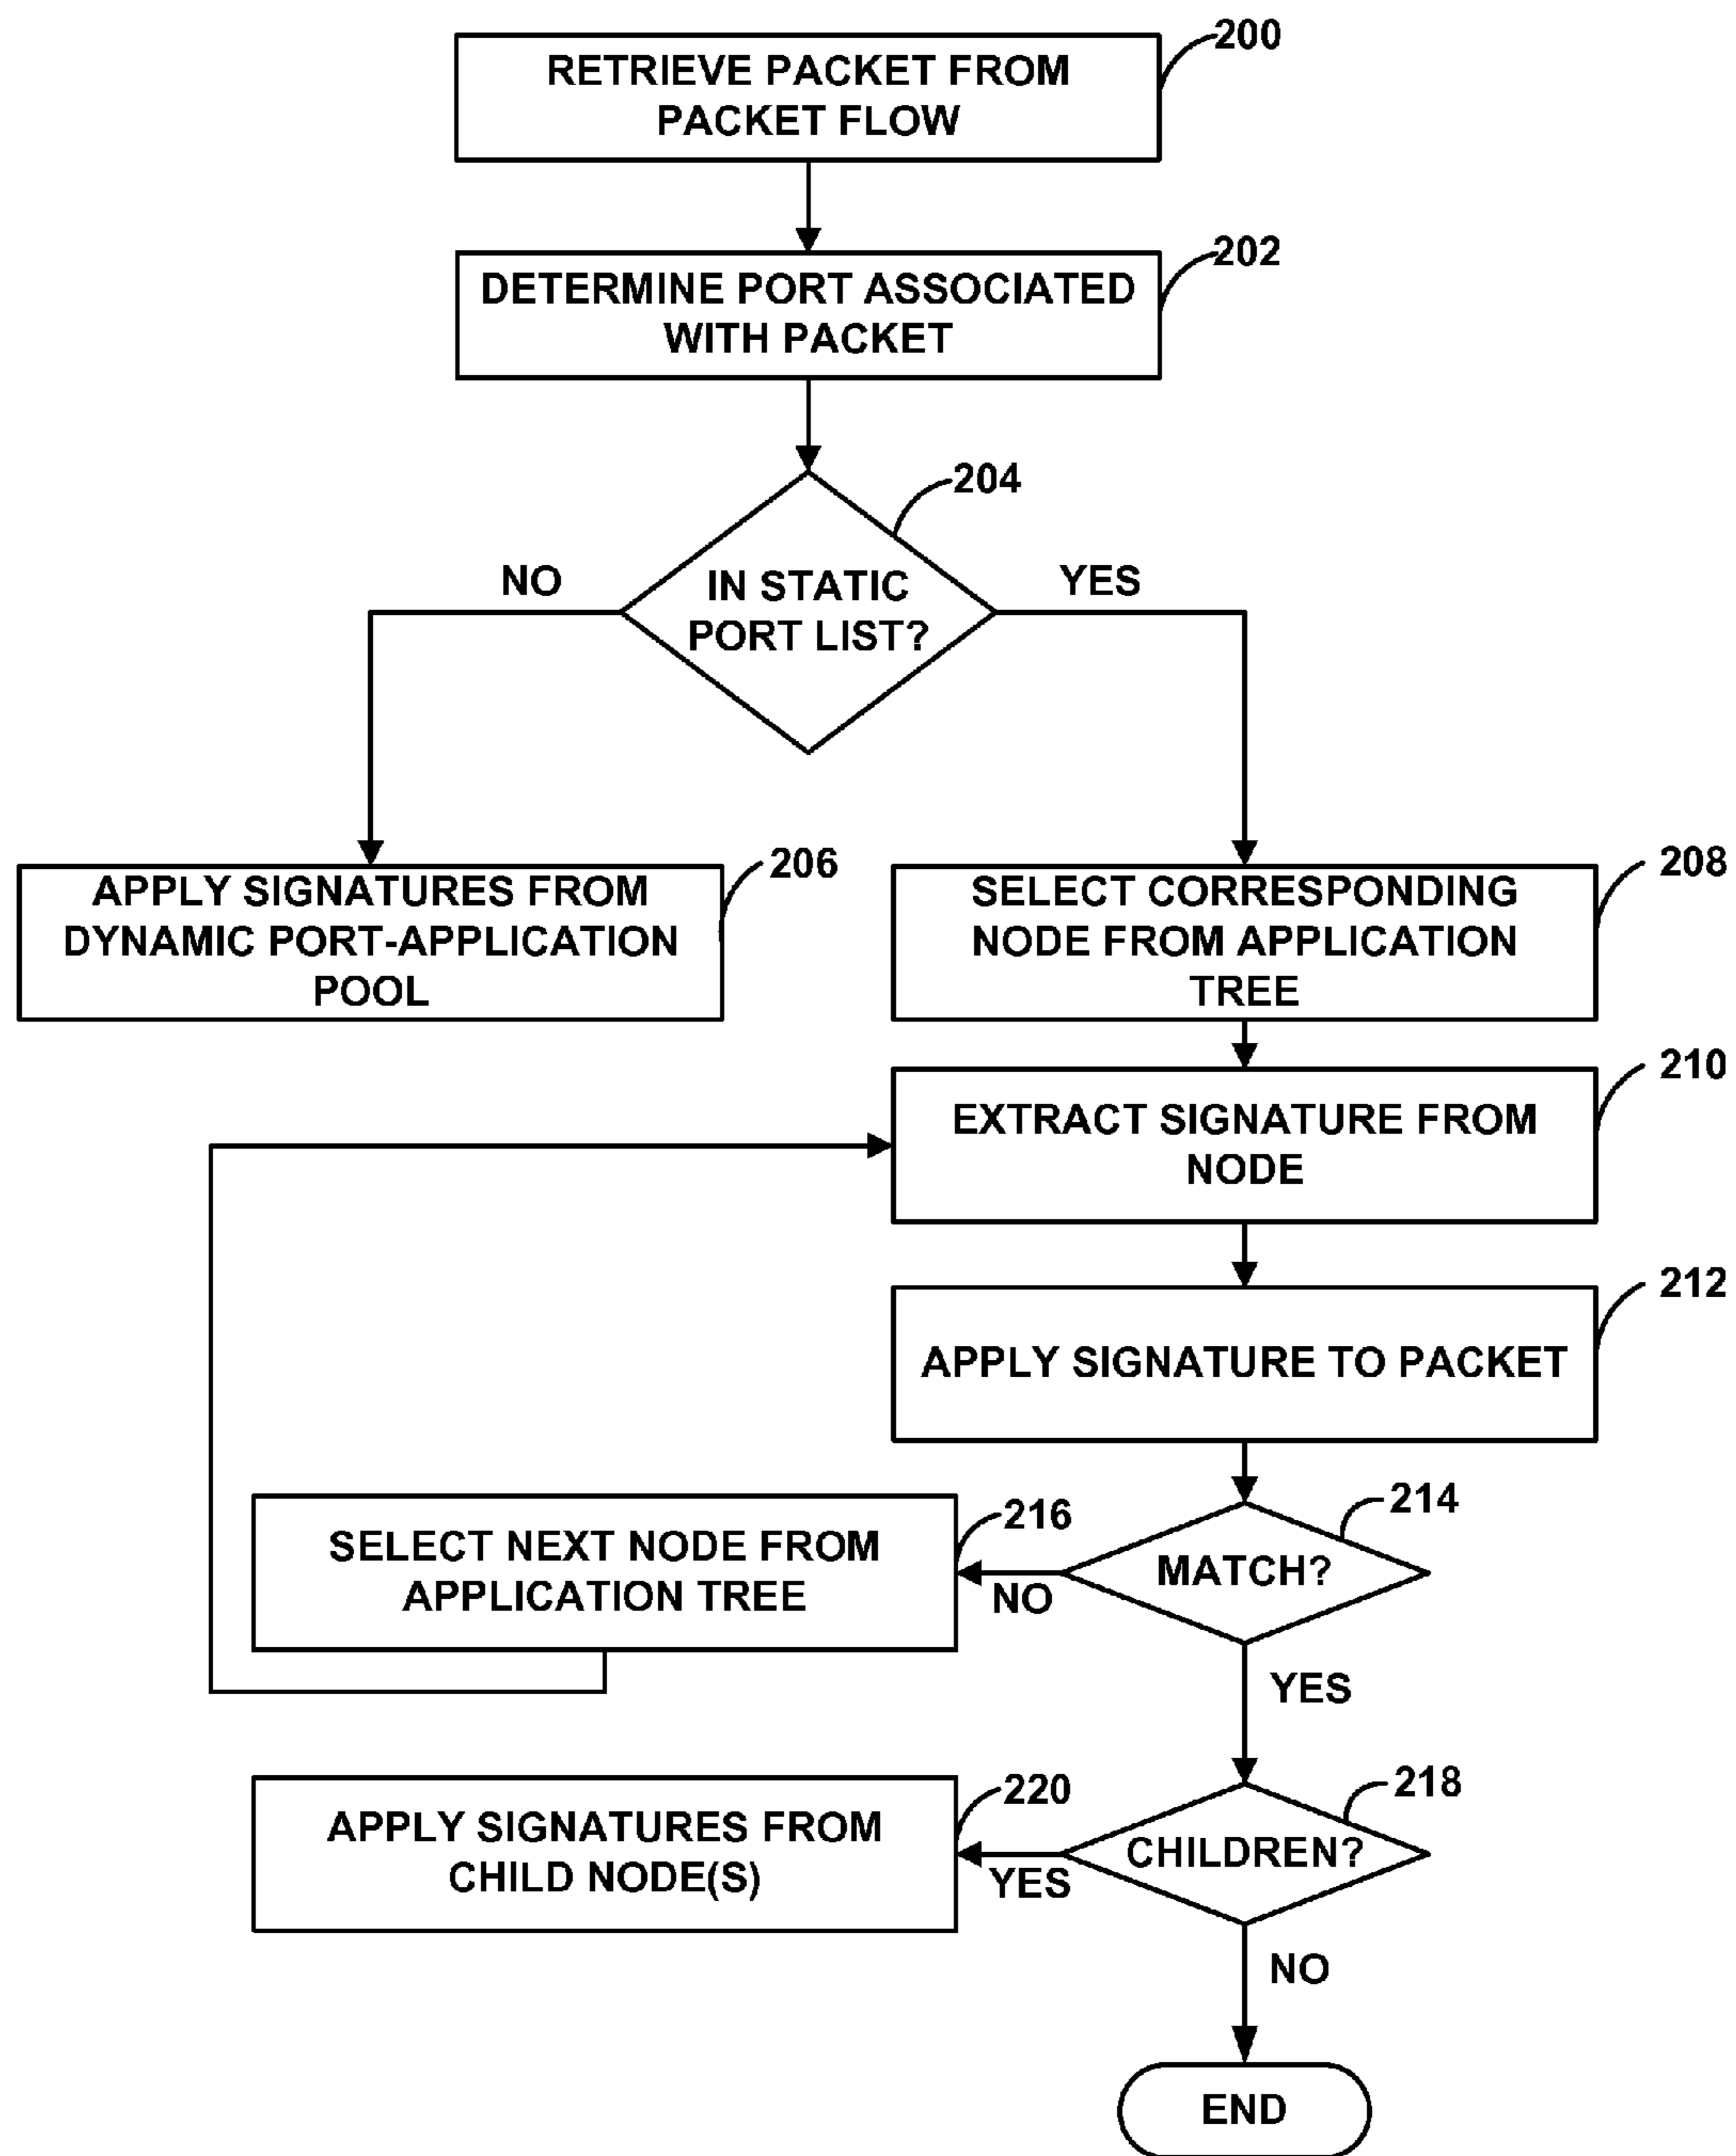 200
RETRIEVE PACKET FROM
PACKET FLOW
202
DETERMINE PORT ASSOCIATED
WITH PACKET
204
IN STATIC
PORT LIST?
NO
YES
206
APPLY SIGNATURES FROM
DYNAMIC PORT-APPLICATION
POOL
208
SELECT CORRESPONDING
NODE FROM APPLICATION
TREE
210
EXTRACT SIGNATURE FROM
NODE
212
APPLY SIGNATURE TO PACKET
214
MATCH?
NO
216
SELECT NEXT NODE FROM
APPLICATION TREE
YES
218
CHILDREN?
YES
220
APPLY SIGNATURES FROM
CHILD NODE(S)
NO
END